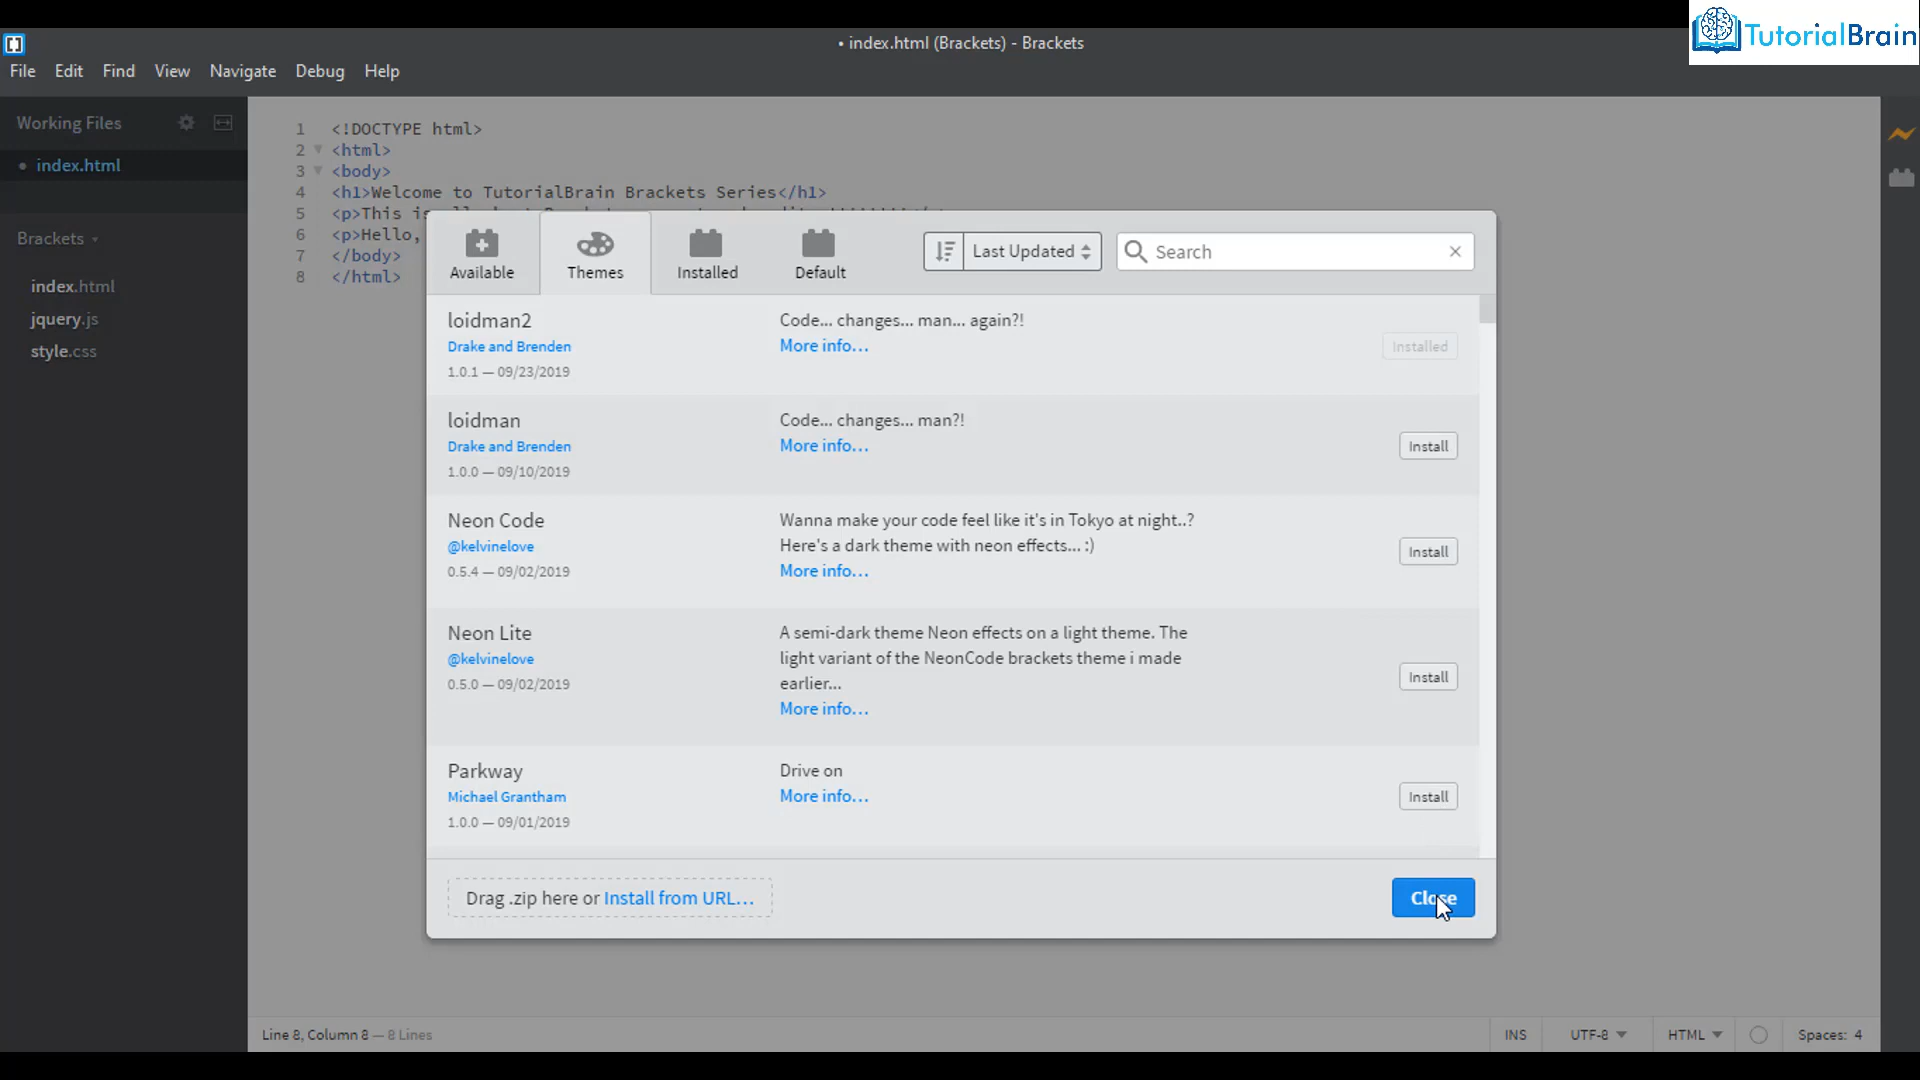 • index.html (Brackets) - Brackets
TutorialBrain
File Edit Find View Navigate Debug Help
Working Files
• index.html
Brackets
index.html
jquery.js
style.css
1 <!DOCTYPE html>
2 <html>
3 <body>
4 <h1>Welcome to TutorialBrain Brackets Series</h1>
5 <p>This
6 <p>Hello,
7 </body>
8 </html>
Available Themes Installed Default Last Updated Search
loidman2
Drake and Brenden
1.0.1 — 09/23/2019
Code... changes... man... again?!
More info...
Installed
loidman
Drake and Brenden
1.0.0 — 09/10/2019
Code... changes... man?!
More info...
Install
Neon Code
@kelvinelove
0.5.4 — 09/02/2019
Wanna make your code feel like it's in Tokyo at night..?
Here's a dark theme with neon effects... :)
More info...
Install
Neon Lite
@kelvinelove
0.5.0 — 09/02/2019
A semi-dark theme Neon effects on a light theme. The
light variant of the NeonCode brackets theme i made
earlier...
More info...
Install
Parkway
Michael Grantham
1.0.0 — 09/01/2019
Drive on
More info...
Install
Drag .zip here or Install from URL...
Close
Line 8, Column 8 — 8 Lines
INS UTF-8 HTML Spaces: 4